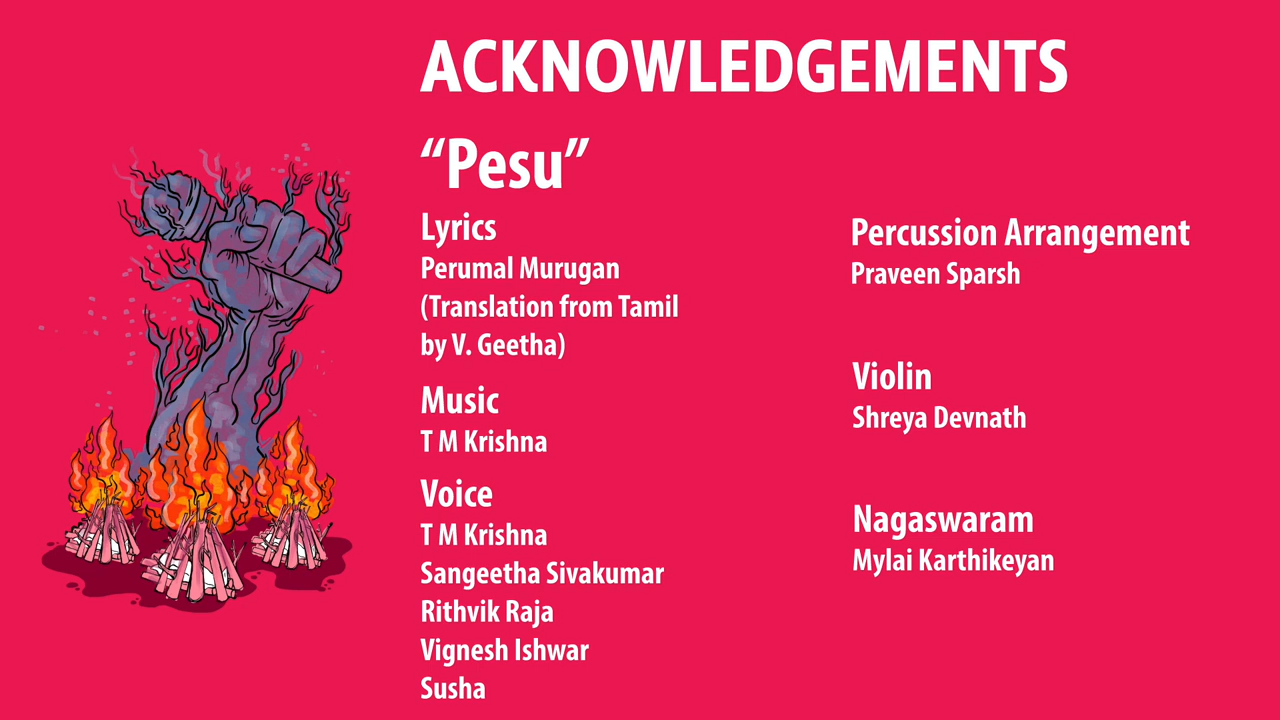 ACKNOWLEDGEMENTS
“Pesu”
Lyrics
Perumal Murugan
(Translation from Tamil
by V. Geetha)
Music
T M Krishna
Voice
T M Krishna
Sangeetha Sivakumar
Rithvik Raja
Vignesh Ishwar
Susha
Percussion Arrangement
Praveen Sparsh
Violin
Shreya Devnath
Nagaswaram
Mylai Karthikeyan